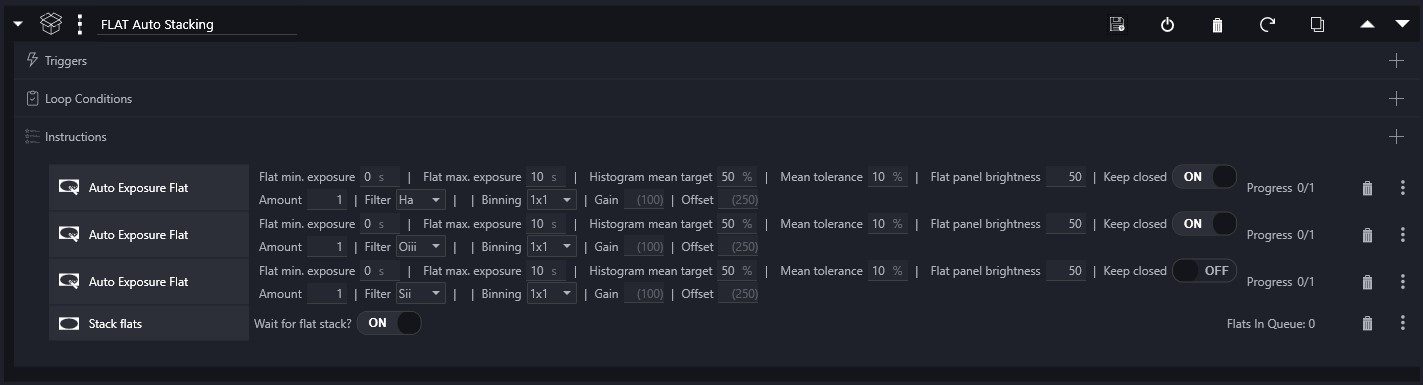 FLAT Auto Stacking
Triggers
Loop Conditions
Instructions
Auto Exposure Flat
Flat min. exposure 0 s | Flat max. exposure 10 s | Histogram mean target 50 % | Mean tolerance 10 % | Flat panel brightness 50 | Keep closed ON
Amount 1 | Filter Ha | | Binning 1x1 | Gain (100) | Offset (250)
Progress 0/1
Auto Exposure Flat
Flat min. exposure 0 s | Flat max. exposure 10 s | Histogram mean target 50 % | Mean tolerance 10 % | Flat panel brightness 50 | Keep closed ON
Amount 1 | Filter Oiii | | Binning 1x1 | Gain (100) | Offset (250)
Progress 0/1
Auto Exposure Flat
Flat min. exposure 0 s | Flat max. exposure 10 s | Histogram mean target 50 % | Mean tolerance 10 % | Flat panel brightness 50 | Keep closed OFF
Amount 1 | Filter Sii | | Binning 1x1 | Gain (100) | Offset (250)
Progress 0/1
Stack flats Wait for flat stack? ON Flats In Queue: 0